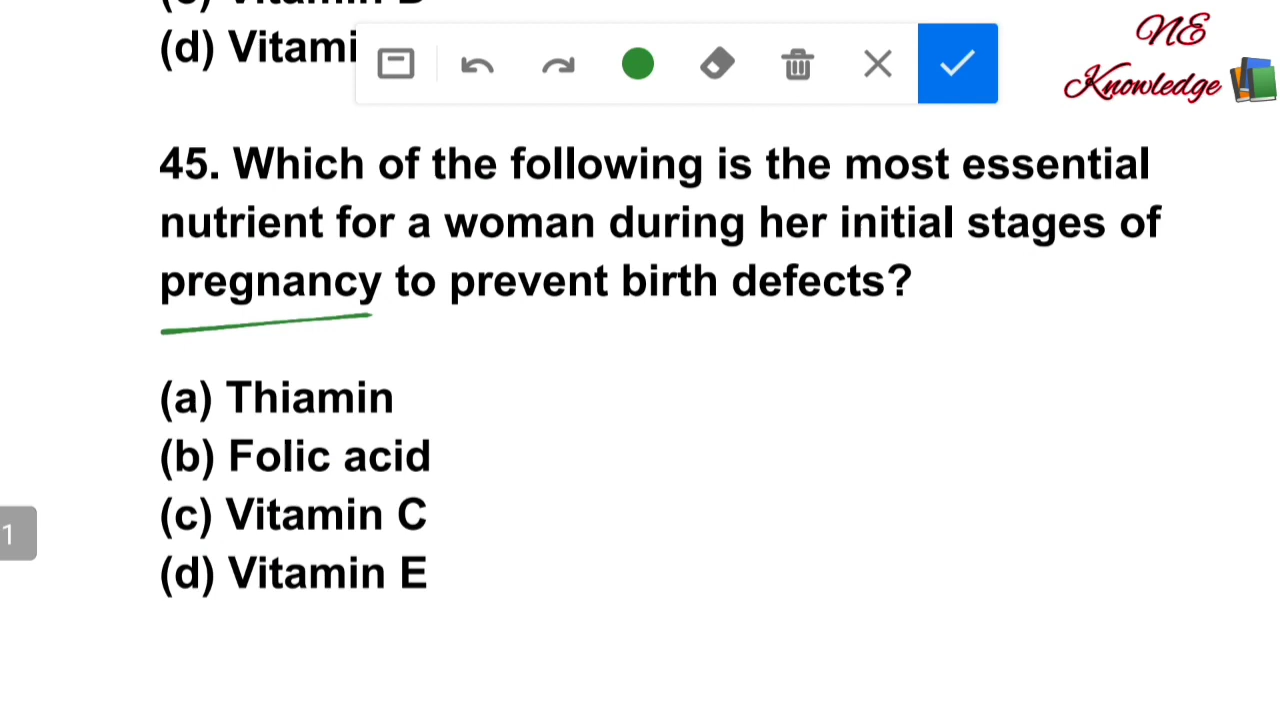 (d) Vitami
NE
Knowledge
45. Which of the following is the most essential
nutrient for a woman during her initial stages of
pregnancy to prevent birth defects?
(a) Thiamin
(b) Folic acid
(c) Vitamin C
(d) Vitamin E
1